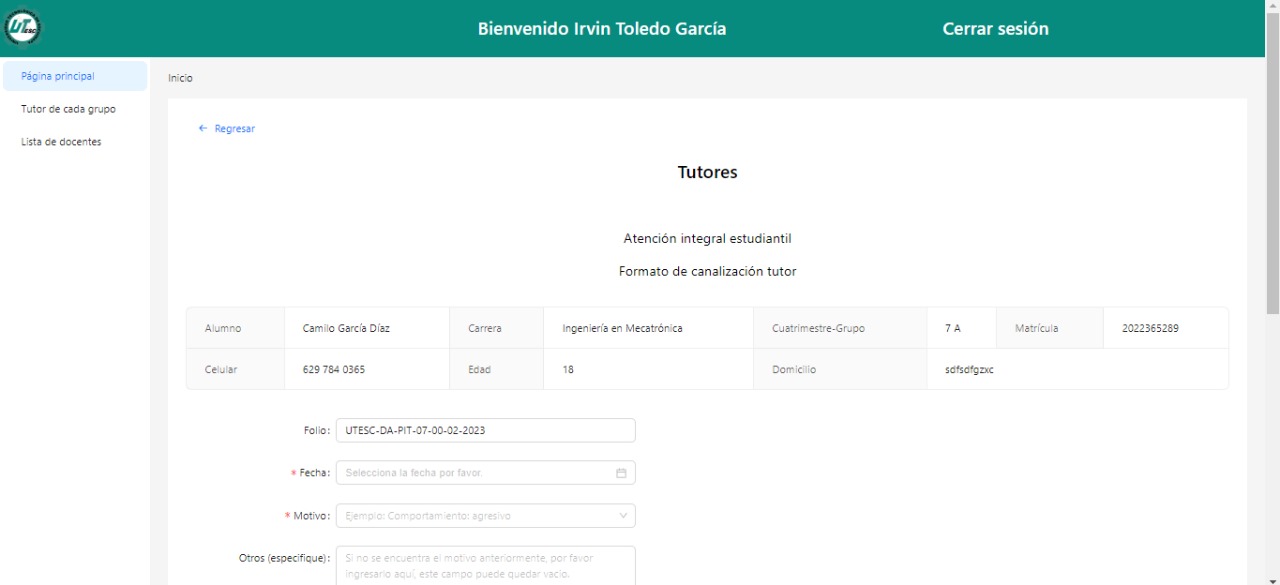 UTESC
Bienvenido Irvin Toledo García
Cerrar sesión
Página principal
Tutor de cada grupo
Lista de docentes
Inicio
← Regresar
Tutores
Atención integral estudiantil
Formato de canalización tutor
Alumno Camilo García Díaz Carrera Ingeniería en Mecatrónica Cuatrimestre-Grupo 7 A Matrícula 2022365289
Celular 629 784 0365 Edad 18 Domicilio sdfsdfgzxc
Folio: UTESC-DA-PIT-07-00-02-2023
* Fecha: Selecciona la fecha por favor.
* Motivo: Ejemplo: Comportamiento: agresivo
Otros (especifique): Si no se encuentra el motivo anteriormente, por favor
ingresarlo aquí, este campo puede quedar vacío.